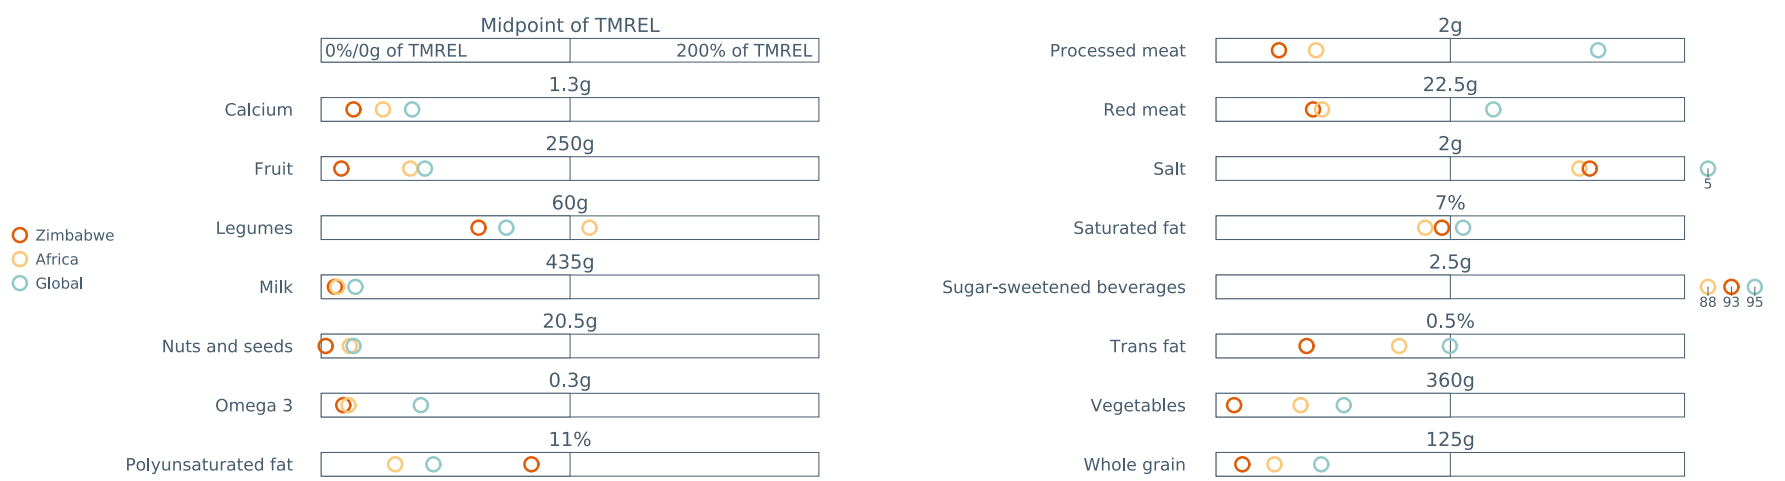 Midpoint of TMREL
0%/0g of TMREL 200% of TMREL
1.3g
Calcium
250g
Fruit
60g
Legumes
435g
Milk
20.5g
Nuts and seeds
0.3g
Omega 3
11%
Polyunsaturated fat
Zimbabwe
Africa
Global
2g
Processed meat
22.5g
Red meat
2g
Salt
5
7%
Saturated fat
2.5g
Sugar-sweetened beverages
88 93 95
0.5%
Trans fat
360g
Vegetables
125g
Whole grain